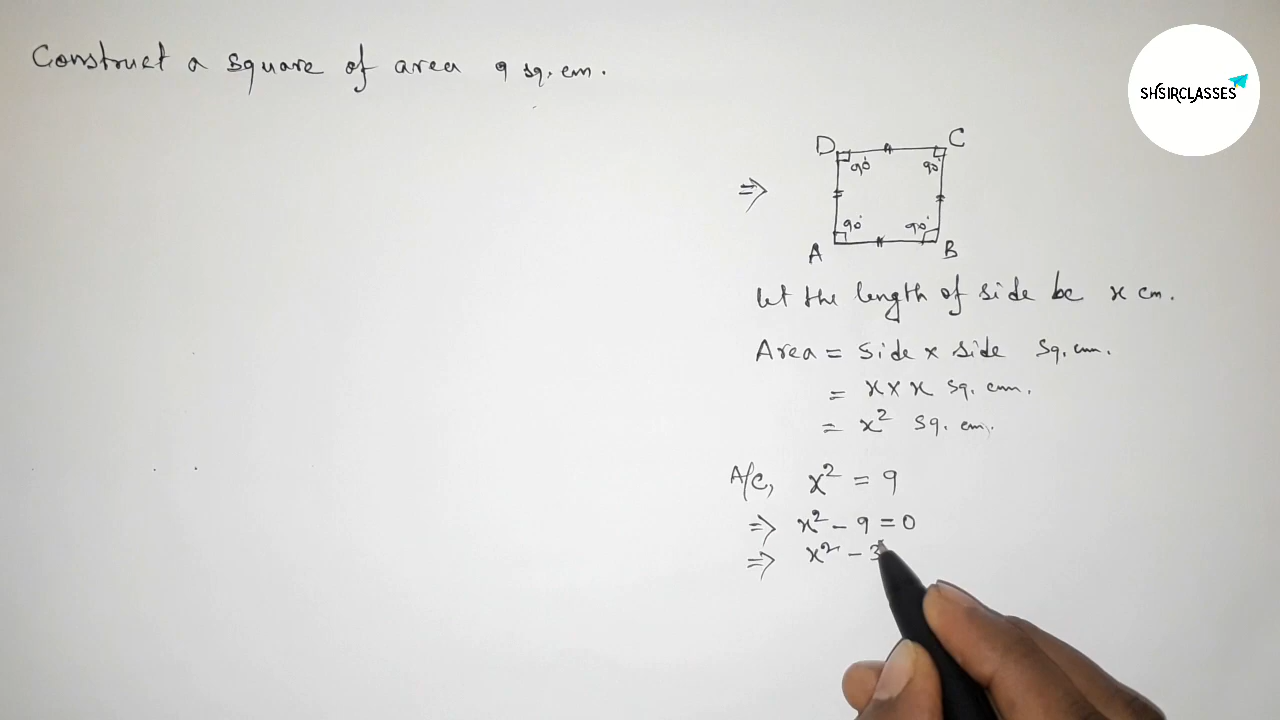 Construct a square of area 9 sq. cm.
SHSIRCLASSES
D C
90° 90°
⇒
90° 90°
A B
Let the length of side be x cm.
Area = side × side sq. cm.
= x × x sq. cm.
= x² sq. cm.
A/C, x² = 9
⇒ x² - 9 = 0
⇒ x² - 3